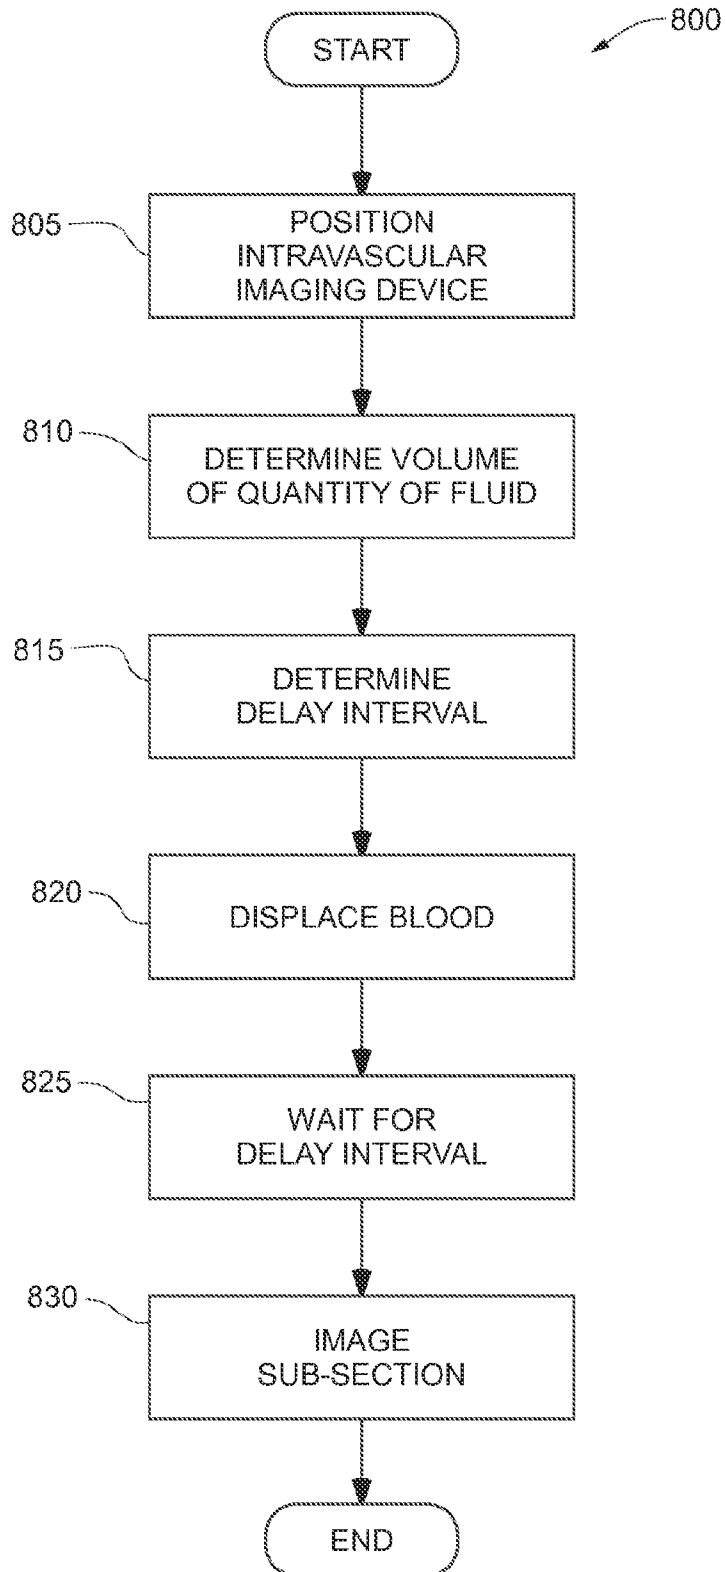 START
800
805
POSITION
INTRAVASCULAR
IMAGING DEVICE
810
DETERMINE VOLUME
OF QUANTITY OF FLUID
815
DETERMINE
DELAY INTERVAL
820
DISPLACE BLOOD
825
WAIT FOR
DELAY INTERVAL
830
IMAGE
SUB-SECTION
END